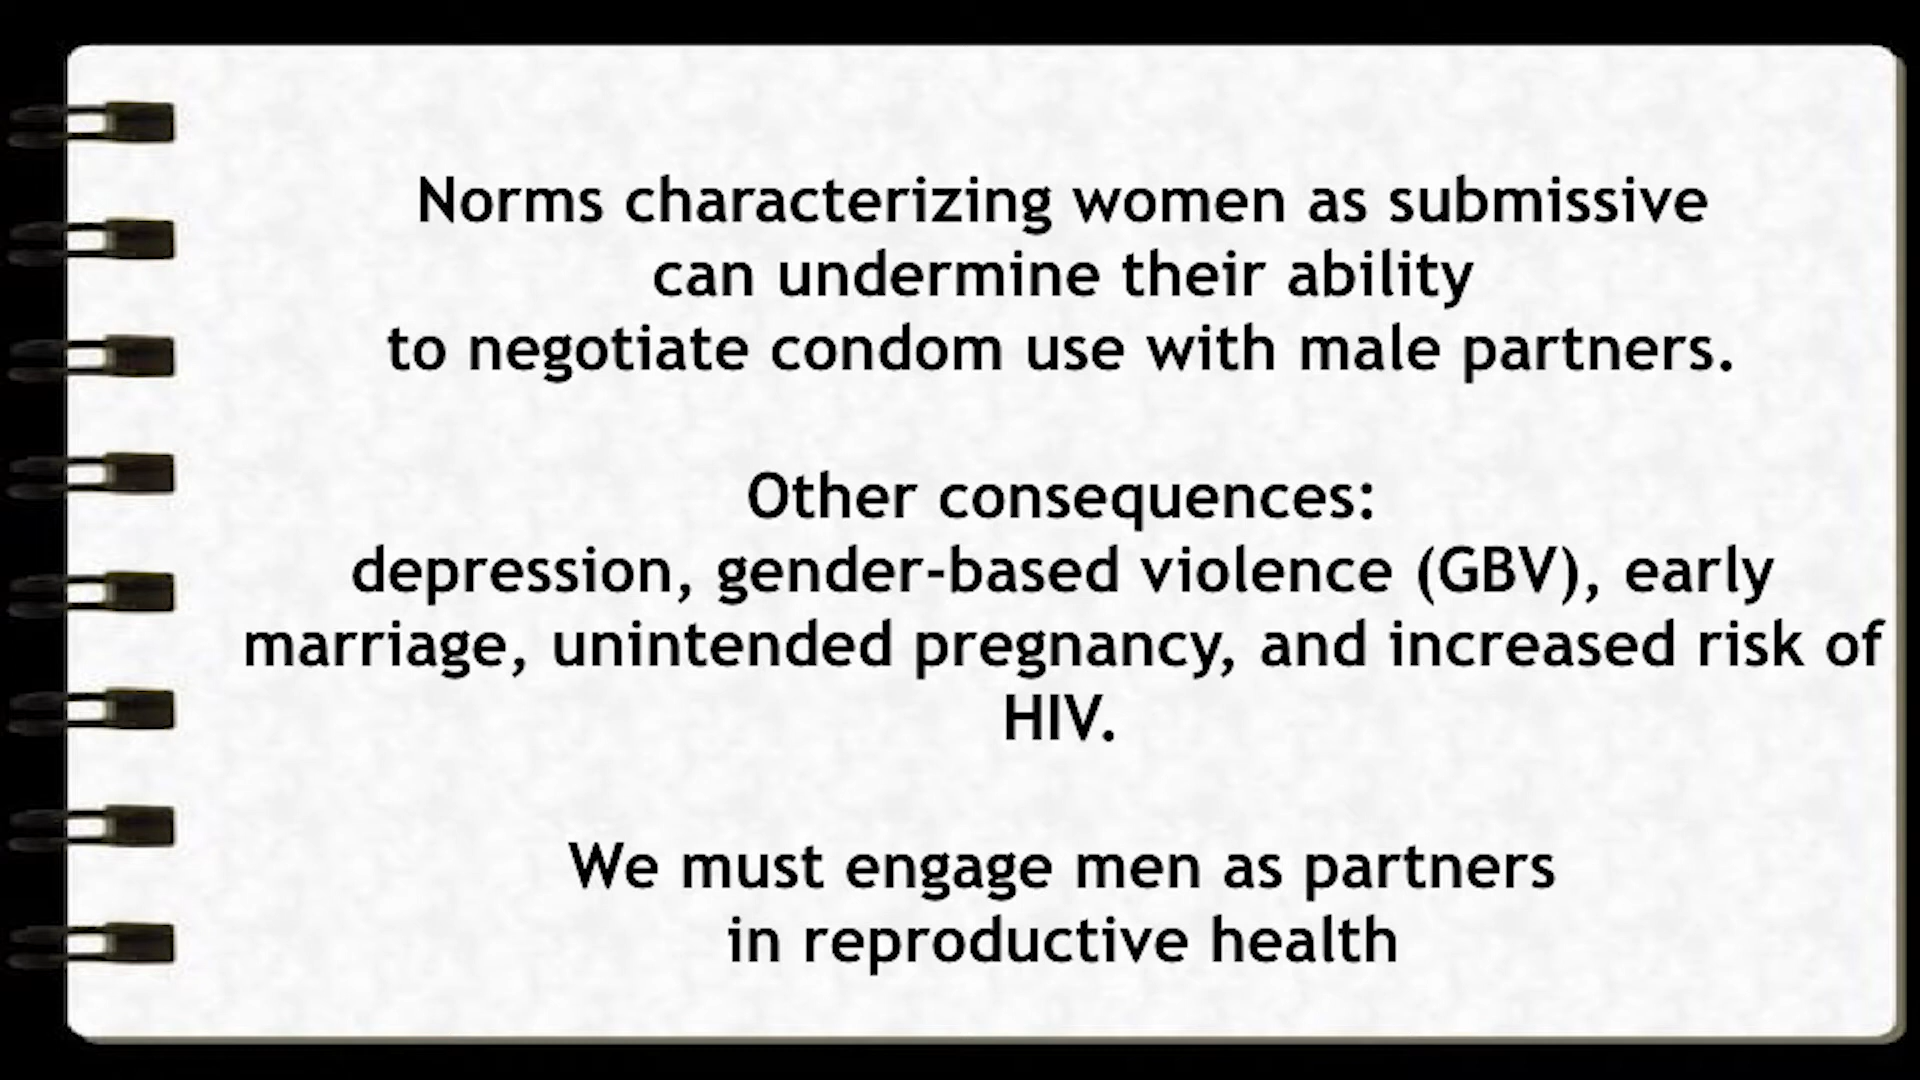 Norms characterizing women as submissive
can undermine their ability
to negotiate condom use with male partners.
Other consequences:
depression, gender-based violence (GBV), early
marriage, unintended pregnancy, and increased risk of
HIV.
We must engage men as partners
in reproductive health